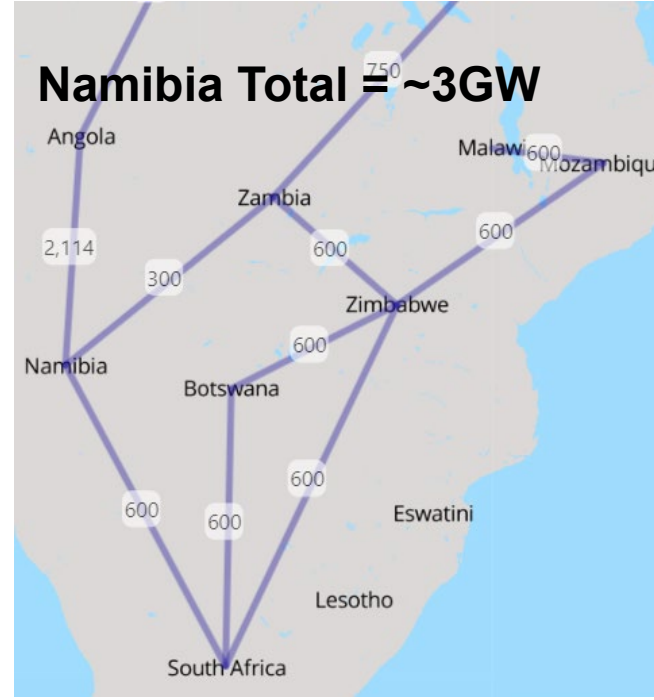 750
Namibia Total = ~3GW
Angola
Malawi
600
Mozambiqu
Zambia
600
2,114
600
300
Zimbabwe
600
Namibia
Botswana
600
600
600
Eswatini
Lesotho
South Africa